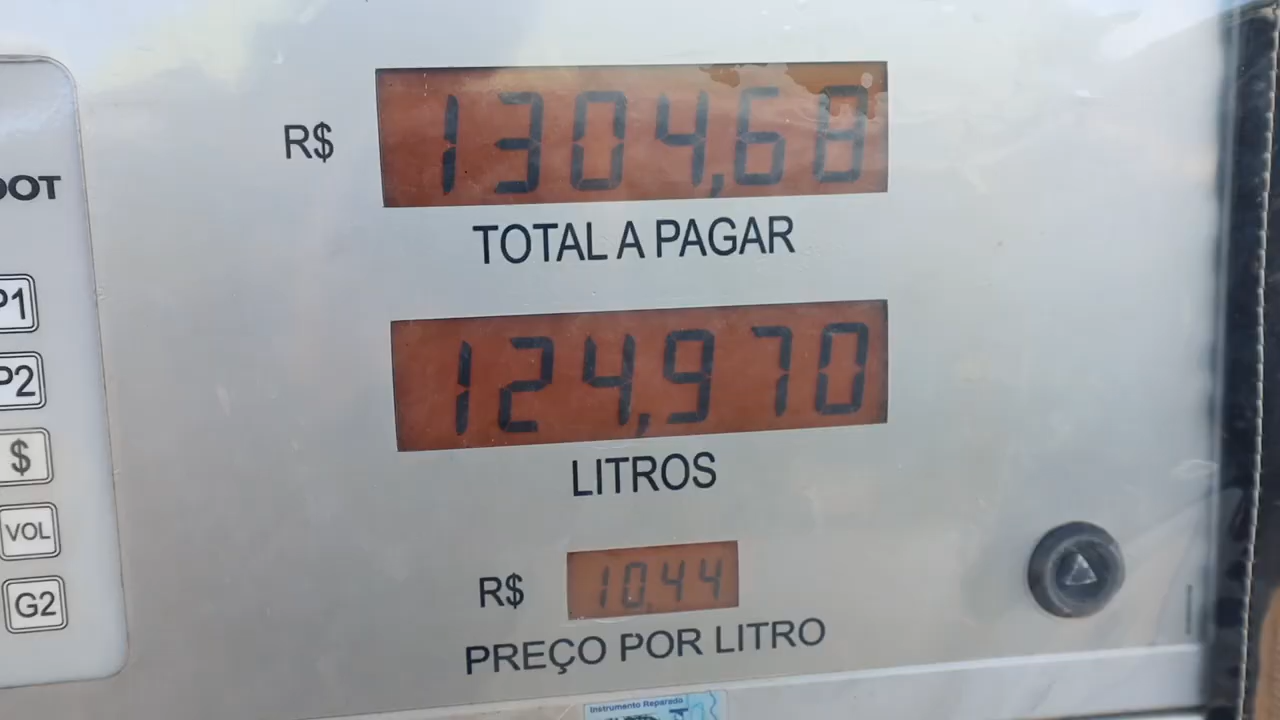 R$ 1304,68
TOTAL A PAGAR
124,970
LITROS
R$ 10,44
PREÇO POR LITRO
P1
P2
$
VOL
G2
Instrumento Reparado